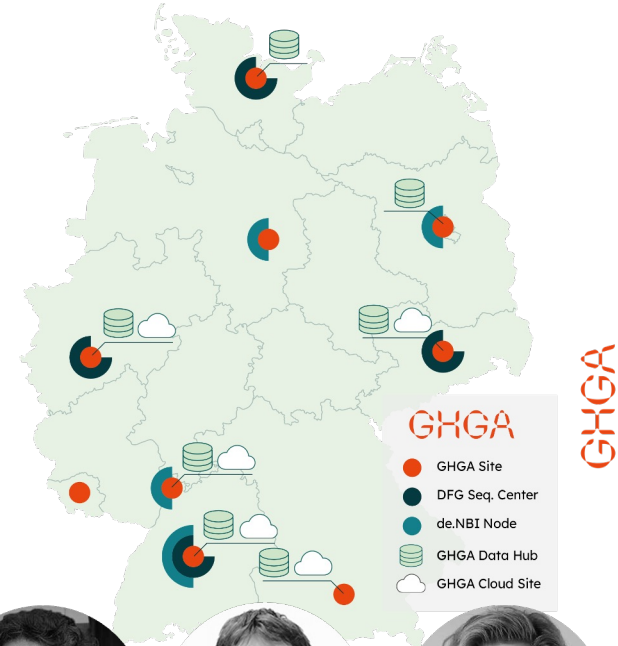 GHGA
GHGA Site
DFG Seq. Center
de.NBI Node
GHGA Data Hub
GHGA Cloud Site
GHGA